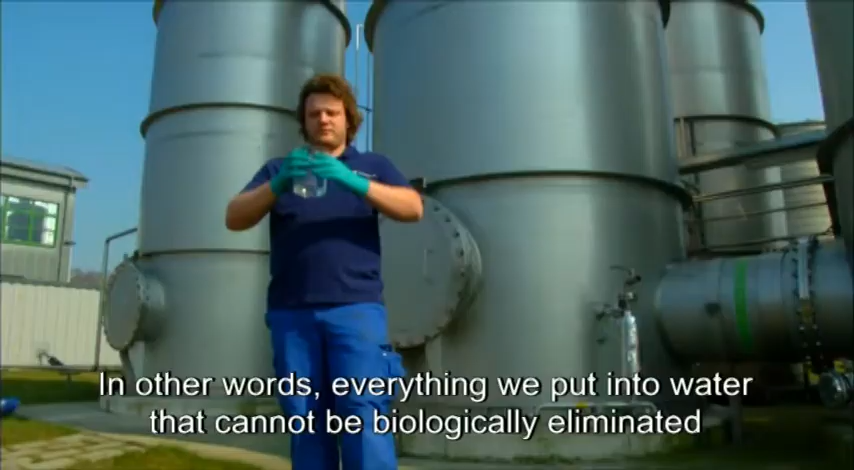 In other words, everything we put into water
that cannot be biologically eliminated